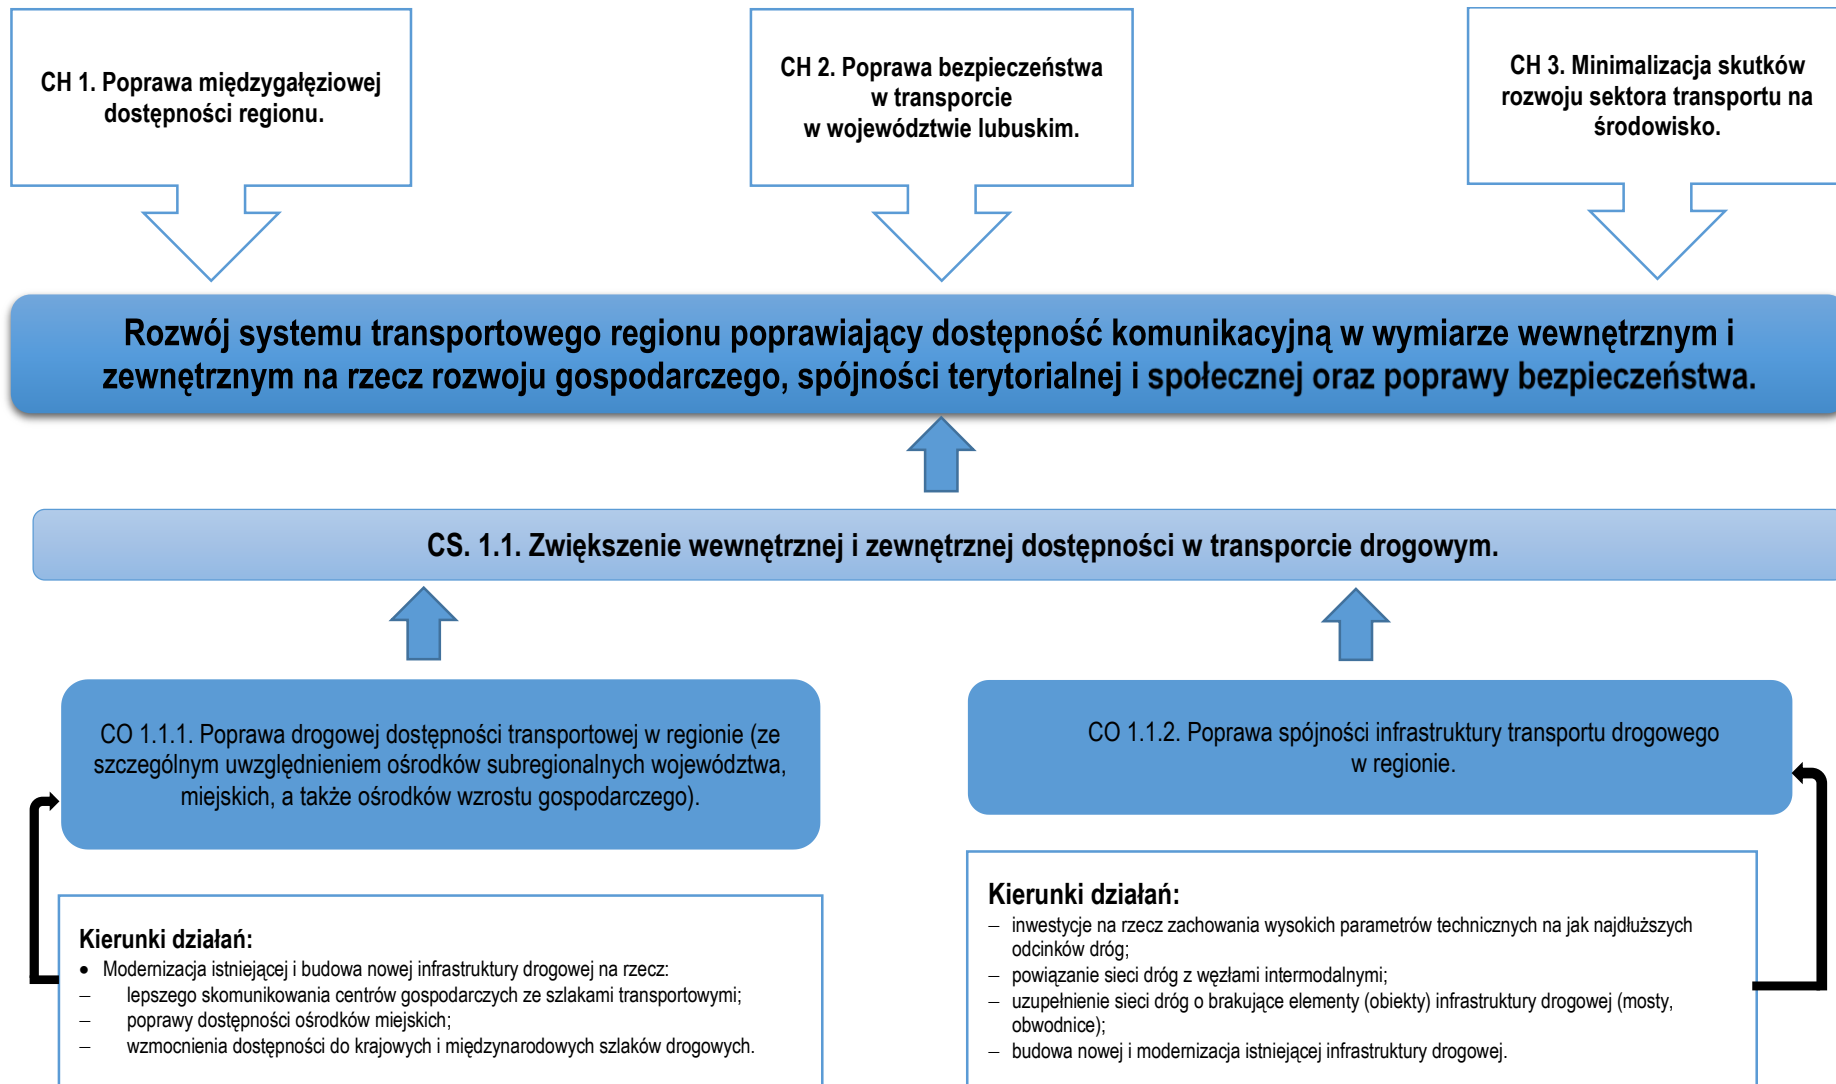 CH 1. Poprawa międzygałęziowej
dostępności regionu.
CH 2. Poprawa bezpieczeństwa
w transporcie
w województwie lubuskim.
CH 3. Minimalizacja skutków
rozwoju sektora transportu na
środowisko.
Rozwój systemu transportowego regionu poprawiający dostępność komunikacyjną w wymiarze wewnętrznym i
zewnętrznym na rzecz rozwoju gospodarczego, spójności terytorialnej i społecznej oraz poprawy bezpieczeństwa.
CS. 1.1. Zwiększenie wewnętrznej i zewnętrznej dostępności w transporcie drogowym.
CO 1.1.1. Poprawa drogowej dostępności transportowej w regionie (ze
szczególnym uwzględnieniem ośrodków subregionalnych województwa,
miejskich, a także ośrodków wzrostu gospodarczego).
CO 1.1.2. Poprawa spójności infrastruktury transportu drogowego
w regionie.
Kierunki działań:
• Modernizacja istniejącej i budowa nowej infrastruktury drogowej na rzecz:
– lepszego skomunikowania centrów gospodarczych ze szlakami transportowymi;
– poprawy dostępności ośrodków miejskich;
– wzmocnienia dostępności do krajowych i międzynarodowych szlaków drogowych.
Kierunki działań:
– inwestycje na rzecz zachowania wysokich parametrów technicznych na jak najdłuższych
odcinków dróg;
– powiązanie sieci dróg z węzłami intermodalnymi;
– uzupełnienie sieci dróg o brakujące elementy (obiekty) infrastruktury drogowej (mosty,
obwodnice);
– budowa nowej i modernizacja istniejącej infrastruktury drogowej.